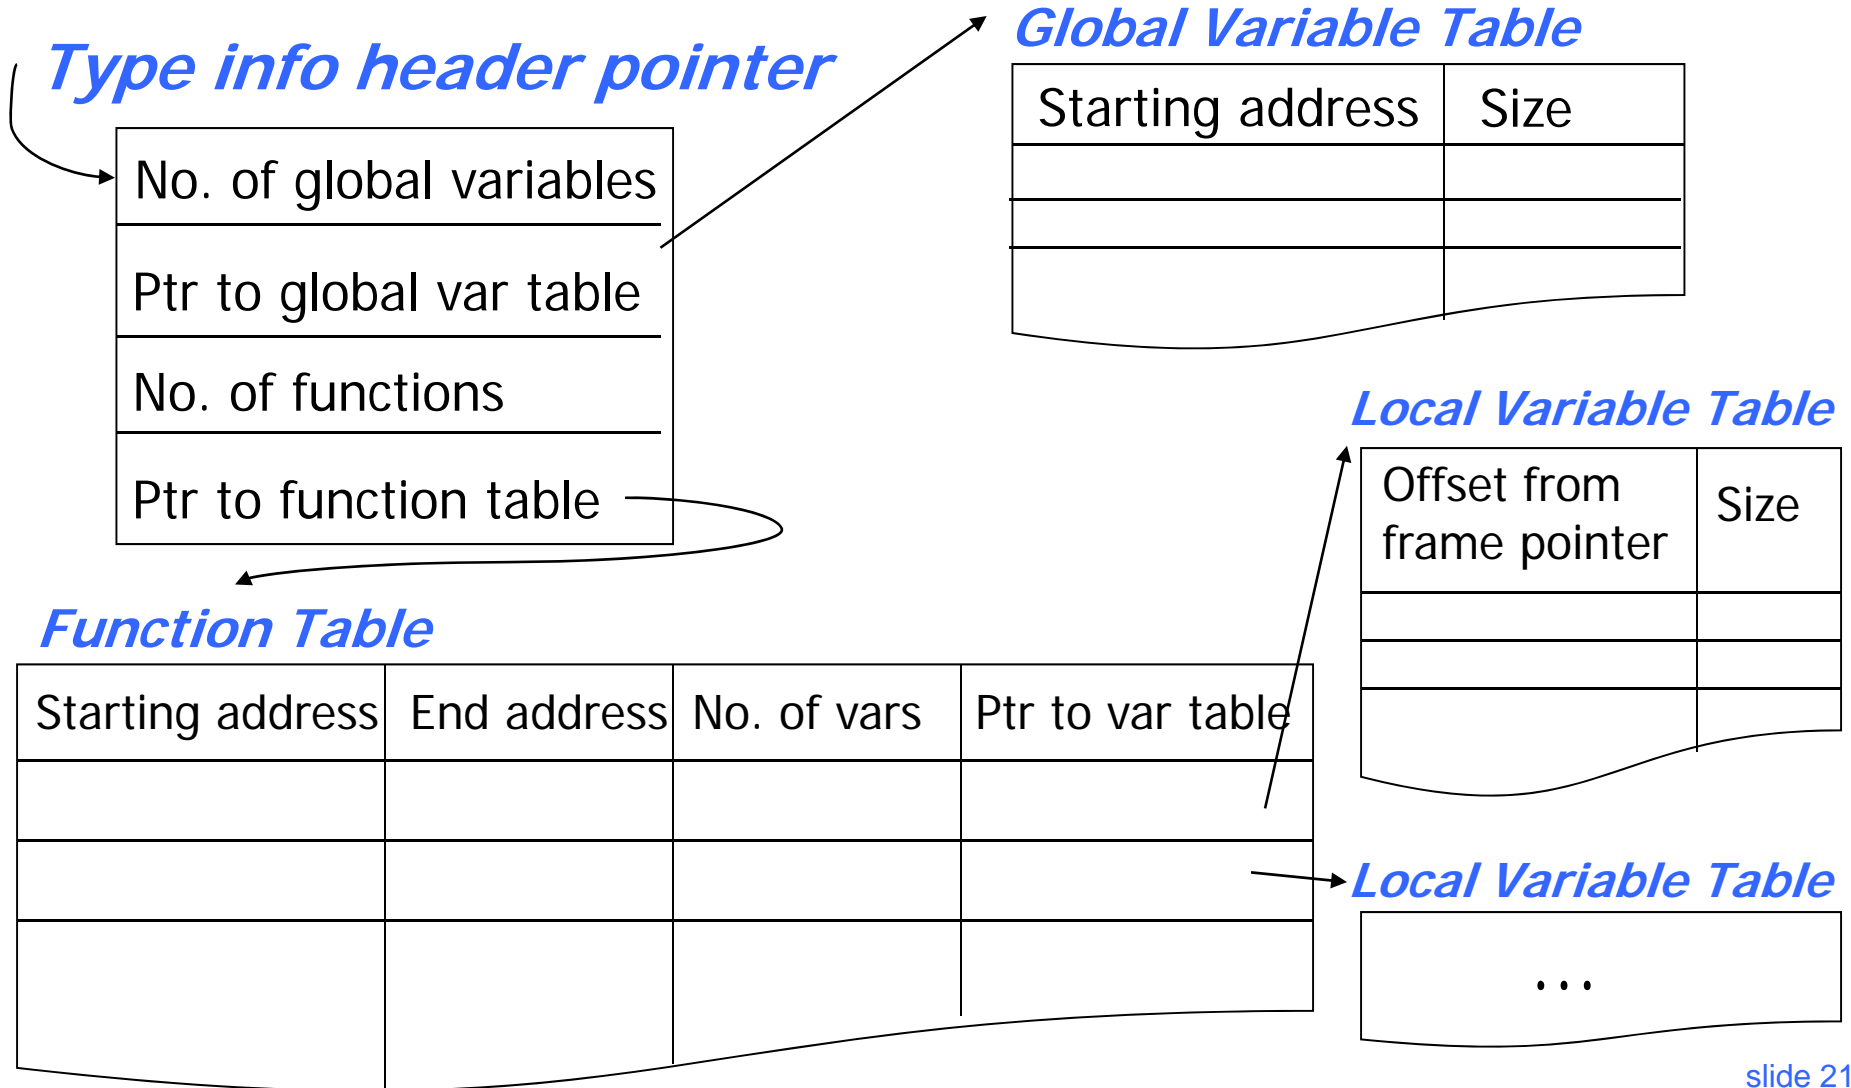 Type info header pointer
No. of global variables
Ptr to global var table
No. of functions
Ptr to function table
Global Variable Table
Starting address Size
Local Variable Table
Offset from
frame pointer
Size
Function Table
Starting address End address No. of vars Ptr to var table
Local Variable Table
...
slide 21